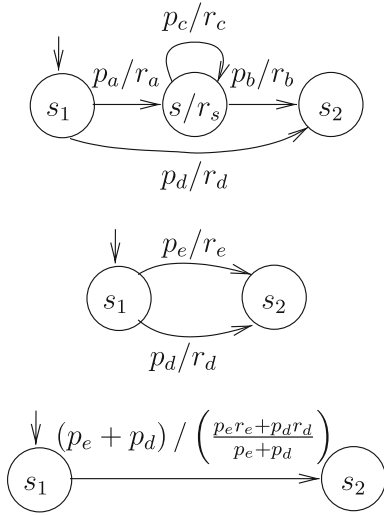 p_c/r_c
p_a/r_a p_b/r_b
s_1 s/r_s s_2
p_d/r_d
p_e/r_e
s_1 s_2
p_d/r_d
(p_e + p_d) / (\frac{p_e r_e + p_d r_d}{p_e + p_d})
s_1 s_2